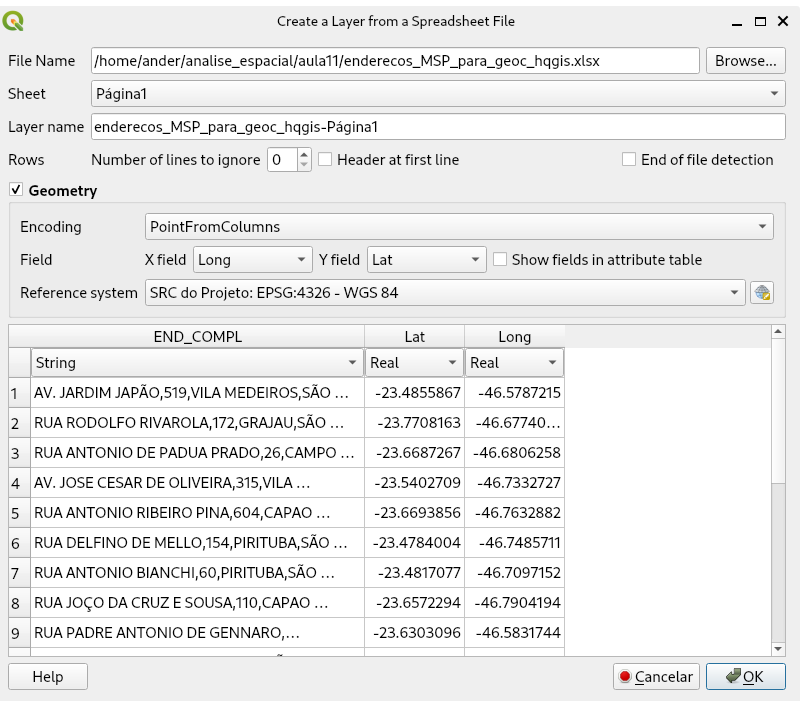 Create a Layer from a Spreadsheet File
File Name /home/ander/analise_espacial/aula11/enderecos_MSP_para_geoc_hqgis.xlsx Browse...
Sheet Página1
Layer name enderecos_MSP_para_geoc_hqgis-Página1
Rows Number of lines to ignore 0 Header at first line End of file detection
Geometry
Encoding PointFromColumns
Field X field Long Y field Lat Show fields in attribute table
Reference system SRC do Projeto: EPSG:4326 - WGS 84
END_COMPL Lat Long
String Real Real
1 AV. JARDIM JAPÃO,519,VILA MEDEIROS,SÃO ... -23.4855867 -46.5787215
2 RUA RODOLFO RIVAROLA,172,GRAJAU,SÃO ... -23.7708163 -46.67740...
3 RUA ANTONIO DE PADUA PRADO,26,CAMPO ... -23.6687267 -46.6806258
4 AV. JOSE CESAR DE OLIVEIRA,315,VILA ... -23.5402709 -46.7332727
5 RUA ANTONIO RIBEIRO PINA,604,CAPAO ... -23.6693856 -46.7632882
6 RUA DELFINO DE MELLO,154,PIRITUBA,SÃO ... -23.4784004 -46.7485711
7 RUA ANTONIO BIANCHI,60,PIRITUBA,SÃO ... -23.4817077 -46.7097152
8 RUA JOÇO DA CRUZ E SOUSA,110,CAPAO ... -23.6572294 -46.7904194
9 RUA PADRE ANTONIO DE GENNARO,... -23.6303096 -46.5831744
Help Cancelar OK